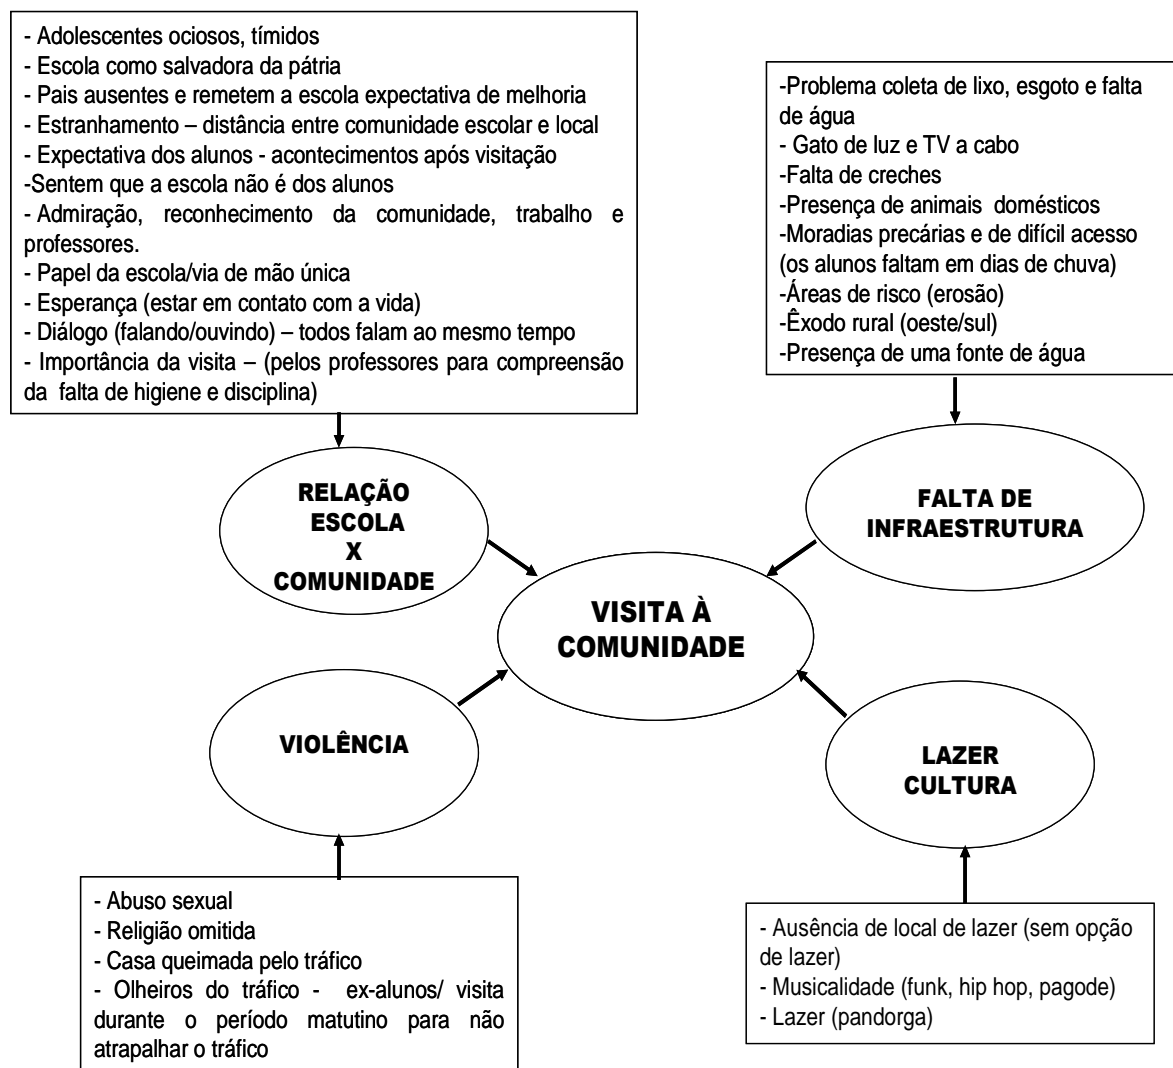 - Adolescentes ociosos, tímidos
- Escola como salvadora da pátria
- Pais ausentes e remetem a escola expectativa de melhoria
- Estranhamento – distância entre comunidade escolar e local
- Expectativa dos alunos - acontecimentos após visitação
-Sentem que a escola não é dos alunos
- Admiração, reconhecimento da comunidade, trabalho e
professores.
- Papel da escola/via de mão única
- Esperança (estar em contato com a vida)
- Diálogo (falando/ouvindo) – todos falam ao mesmo tempo
- Importância da visita – (pelos professores para compreensão
da falta de higiene e disciplina)
-Problema coleta de lixo, esgoto e falta
de água
- Gato de luz e TV a cabo
-Falta de creches
-Presença de animais domésticos
-Moradias precárias e de difícil acesso
(os alunos faltam em dias de chuva)
-Áreas de risco (erosão)
-Êxodo rural (oeste/sul)
-Presença de uma fonte de água
RELAÇÃO
ESCOLA
X
COMUNIDADE
FALTA DE
INFRAESTRUTURA
VISITA À
COMUNIDADE
VIOLÊNCIA
LAZER
CULTURA
- Abuso sexual
- Religião omitida
- Casa queimada pelo tráfico
- Olheiros do tráfico - ex-alunos/ visita
durante o período matutino para não
atrapalhar o tráfico
- Ausência de local de lazer (sem opção
de lazer)
- Musicalidade (funk, hip hop, pagode)
- Lazer (pandorga)